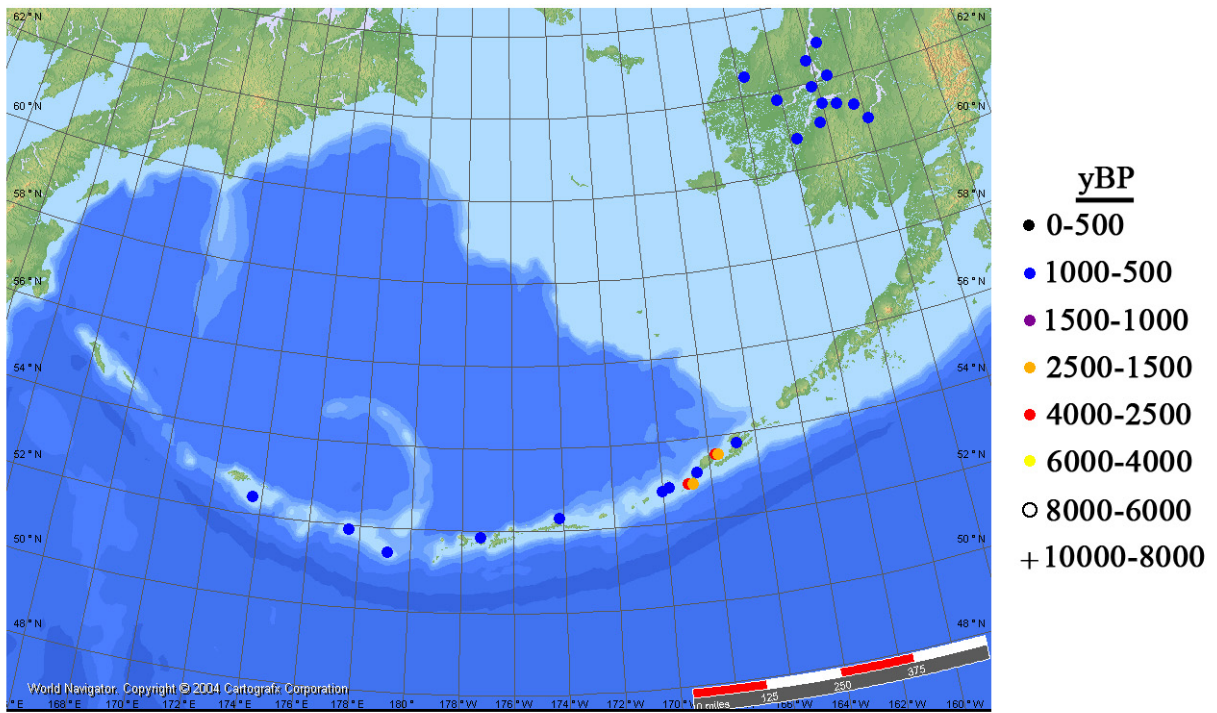 62° N
62° N
60° N
60° N
58° N
58° N
56° N
56° N
54° N
54° N
52° N
52° N
50° N
50° N
48° N
48° N
yBP
0-500
1000-500
1500-1000
2500-1500
4000-2500
6000-4000
8000-6000
10000-8000
World Navigator. Copyright © 2004 Cartografx Corporation
0 miles 125 250 375
° E 168° E 170° E 172° E 174° E 176° E 178° E 180° 178° W 176° W 174° W 172° W 170° W 166° W 164° W 162° W 160° W